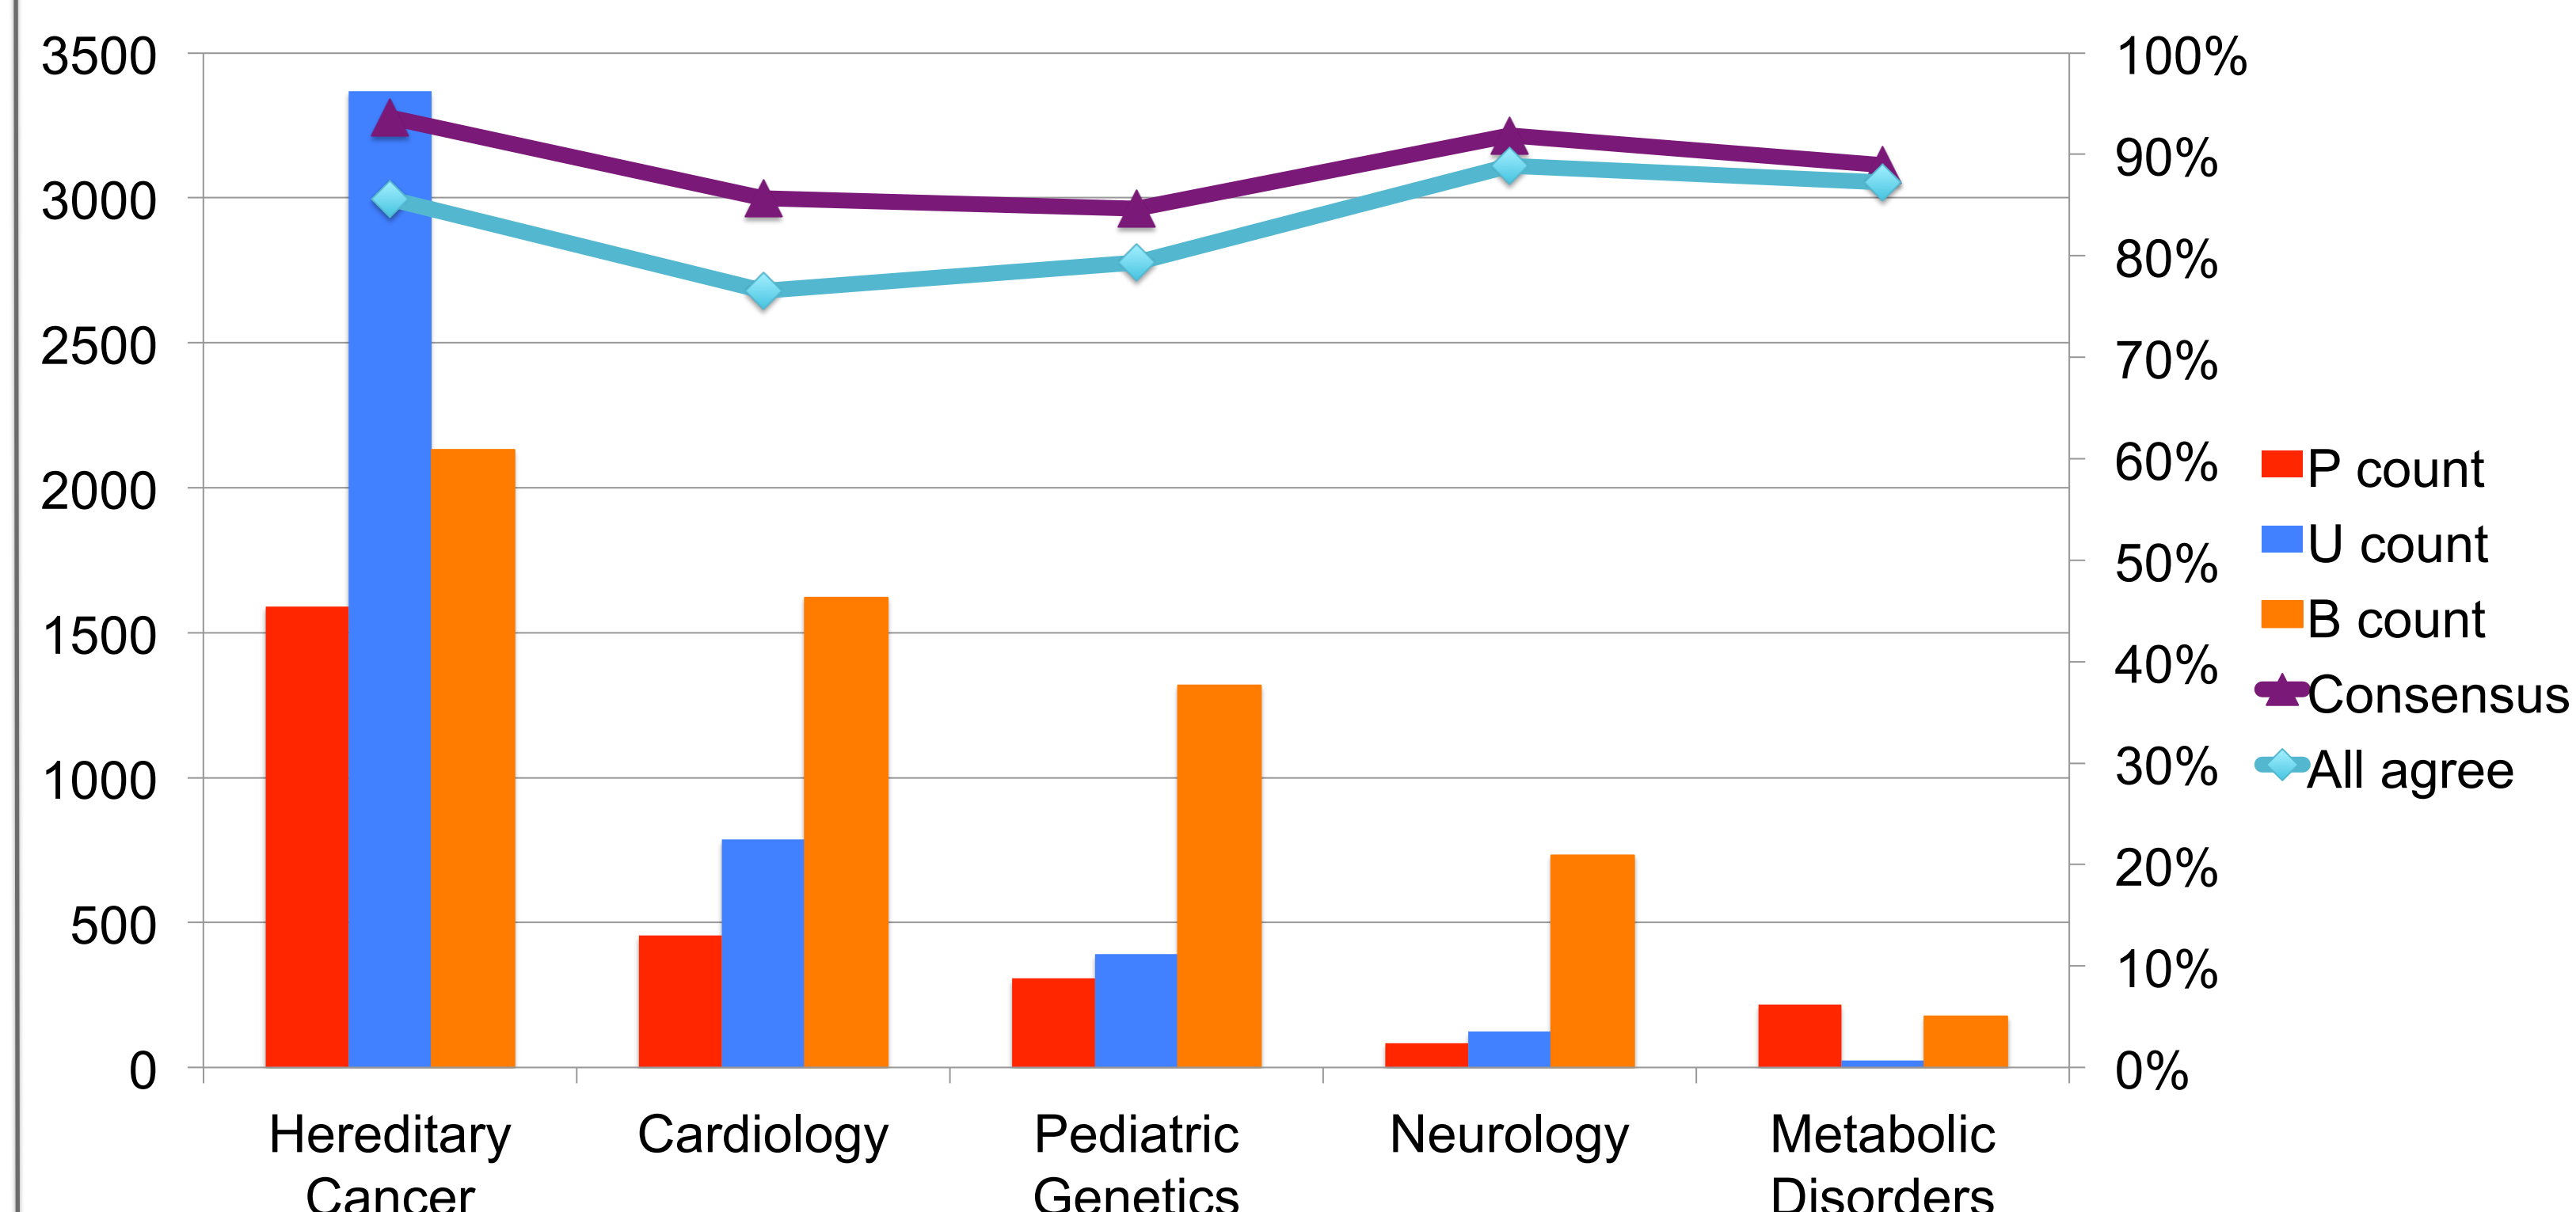 3500
3000
2500
2000
1500
1000
500
0
100%
90%
80%
70%
60%
50%
40%
30%
20%
10%
0%
P count
U count
B count
Consensus
All agree
Hereditary
Cancer
Cardiology
Pediatric
Genetics
Neurology
Metabolic
Disorders